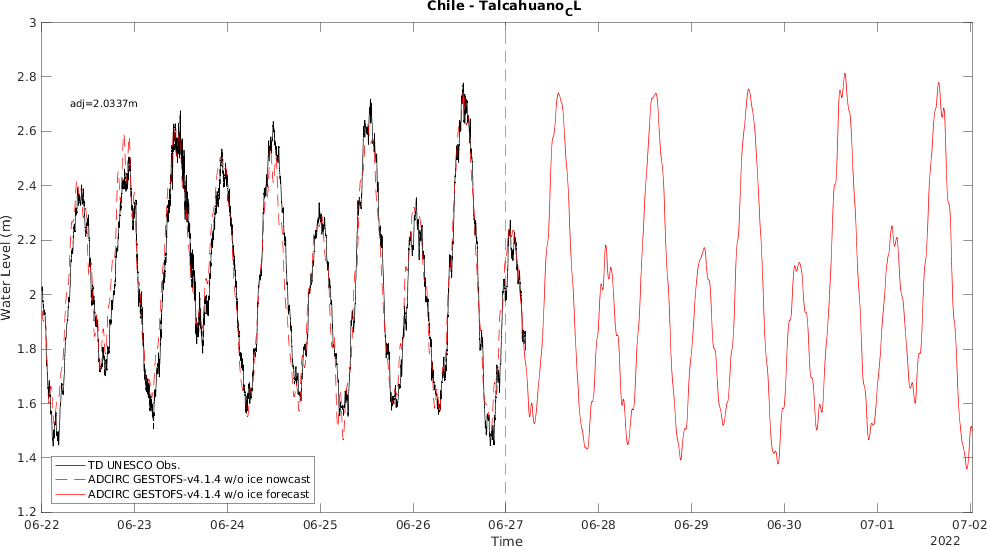 Chile - Talcahuano_CL
3
2.8
adj=2.0337m
2.6
2.4
2.2
Water Level (m)
2
1.8
1.6
1.4
TD UNESCO Obs.
ADCIRC GESTOFS-v4.1.4 w/o ice nowcast
ADCIRC GESTOFS-v4.1.4 w/o ice forecast
1.2
06-22 06-23 06-24 06-25 06-26 06-27 06-28 06-29 06-30 07-01 07-02
Time
2022